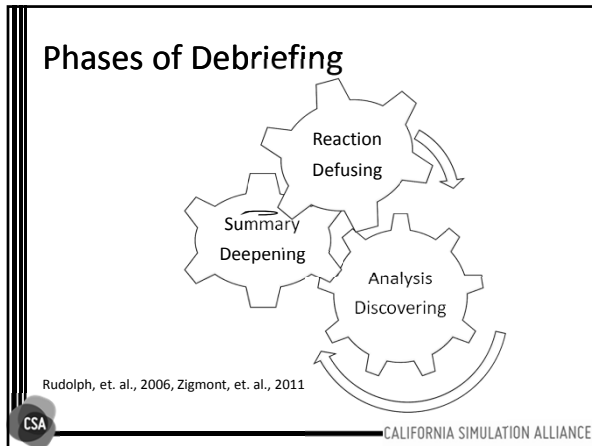 Phases of Debriefing
Reaction
Defusing
Summary
Deepening
Analysis
Discovering
Rudolph, et. al., 2006, Zigmont, et. al., 2011
CSA
CALIFORNIA SIMULATION ALLIANCE